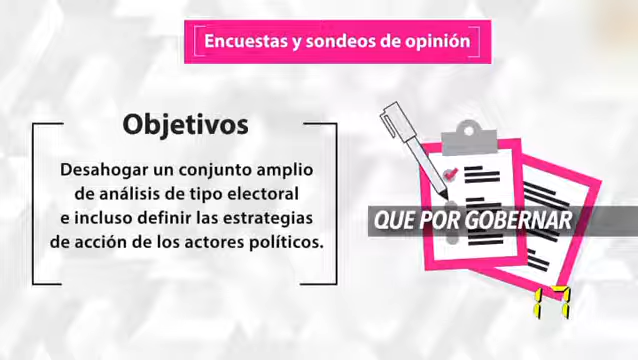 Encuestas y sondeos de opinión
Objetivos
Desahogar un conjunto amplio
de análisis de tipo electoral
e incluso definir las estrategias
de acción de los actores políticos.
QUE POR GOBERNAR
17